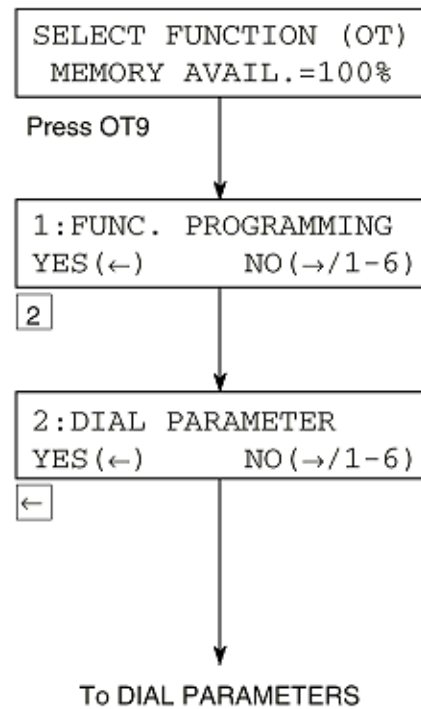 SELECT FUNCTION (OT)
MEMORY AVAIL.=100%
Press OT9
1:FUNC. PROGRAMMING
YES(←) NO(→/1-6)
2
2:DIAL PARAMETER
YES(←) NO(→/1-6)
←
To DIAL PARAMETERS